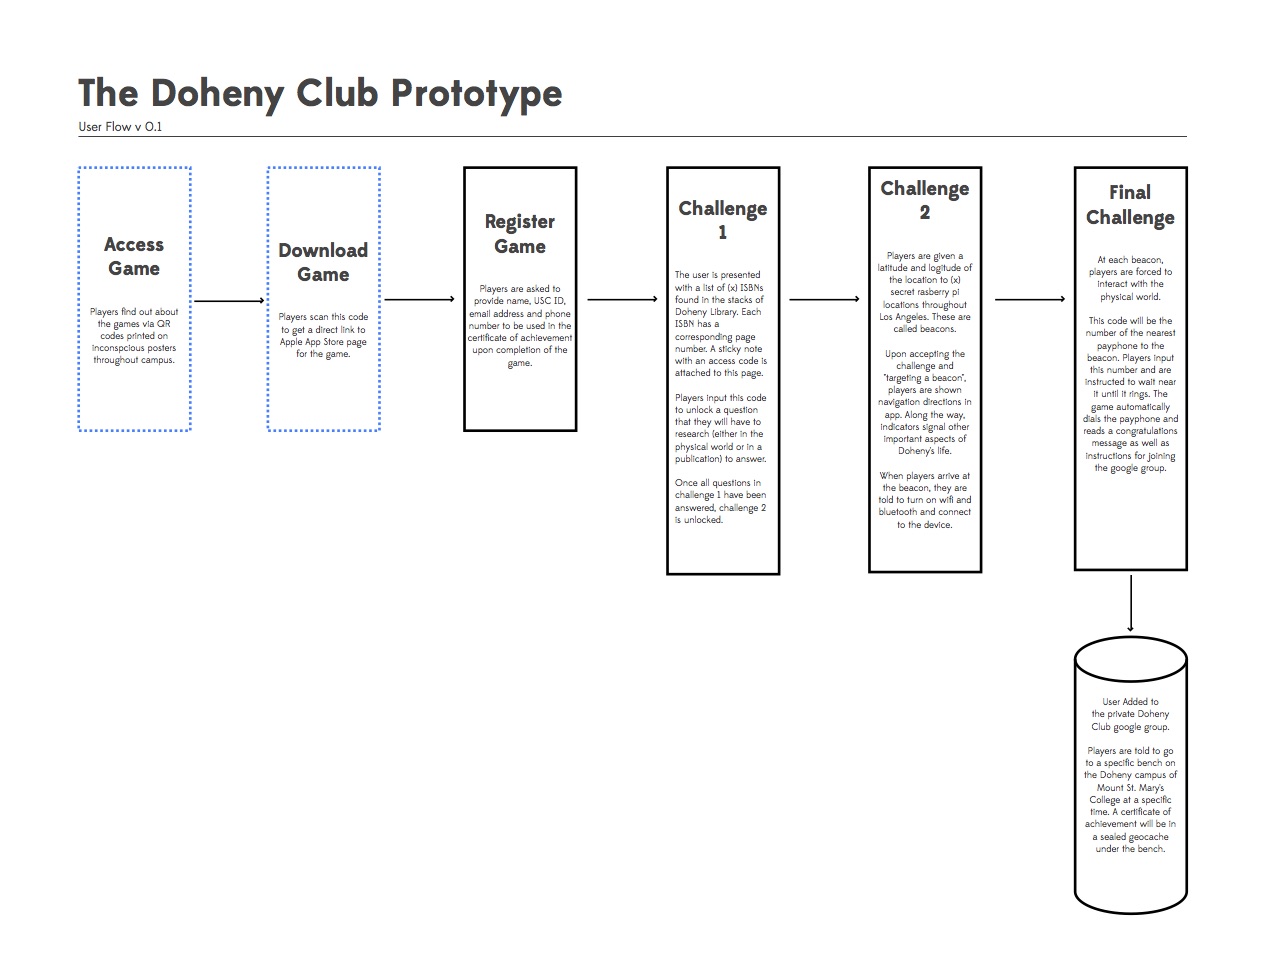 The Doheny Club Prototype
User Flow v 0.1
Access
Game
Players find out about
the games via QR
codes printed on
inconspcious posters
throughout campus.
Download
Game
Players scan this code
to get a direct link to
Apple App Store page
for the game.
Register
Game
Players are asked to
provide name, USC ID,
email address and phone
number to be used in the
certificate of achievement
upon completion of the
game.
Challenge
1
The user is presented
with a list of (x) ISBNs
found in the stacks of
Doheny Library. Each
ISBN has a
corresponding page
number. A sticky note
with an access code is
attached to this page.
Players input this code
to unlock a question
that they will have to
research (either in the
physical world or in a
publication) to answer.
Once all questions in
challenge 1 have been
answered, challenge 2
is unlocked.
Challenge
2
Players are given a
latitude and logitude of
the location to (x)
secret rasberry pi
locations throughout
Los Angeles. These are
called beacons.
Upon accepting the
challenge and
"targeting a beacon",
players are shown
navigation directions in
app. Along the way,
indicators signal other
important aspects of
Doheny's life.
When players arrive at
the beacon, they are
told to turn on wifi and
bluetooth and connect
to the device.
Final
Challenge
At each beacon,
players are forced to
interact with the
physical world.
This code will be the
number of the nearest
payphone to the
beacon. Players input
this number and are
instructed to wait near
it until it rings. The
game automatically
dials the payphone and
reads a congratulations
message as well as
instructions for joining
the google group.
User Added to
the private Doheny
Club google group.
Players are told to go
to a specific bench on
the Doheny campus of
Mount St. Mary's
College at a specific
time. A certificate of
achievement will be in
a sealed geocache
under the bench.